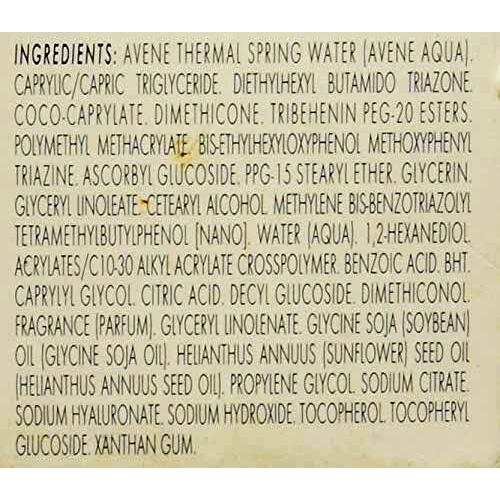 INGREDIENTS: AVENE THERMAL SPRING WATER (AVENE AQUA).
CAPRYLIC/CAPRIC TRIGLYCERIDE. DIETHYLHEXYL BUTAMIDO TRIAZONE.
COCO-CAPRYLATE. DIMETHICONE. TRIBEHENIN PEG-20 ESTERS.
POLYMETHYL METHACRYLATE. BIS-ETHYLHEXYLOXYPHENOL METHOXYPHENYL
TRIAZINE. ASCORBYL GLUCOSIDE. PPG-15 STEARYL ETHER. GLYCERIN.
GLYCERYL LINOLEATE. CETEARYL ALCOHOL. METHYLENE BIS-BENZOTRIAZOLYL
TETRAMETHYLBUTYLPHENOL [NANO]. WATER (AQUA). 1,2-HEXANEDIOL.
ACRYLATES/C10-30 ALKYL ACRYLATE CROSSPOLYMER. BENZOIC ACID. BHT.
CAPRYLYL GLYCOL. CITRIC ACID. DECYL GLUCOSIDE. DIMETHICONOL.
FRAGRANCE (PARFUM). GLYCERYL LINOLENATE. GLYCINE SOJA (SOYBEAN)
OIL (GLYCINE SOJA OIL). HELIANTHUS ANNUUS (SUNFLOWER) SEED OIL
(HELIANTHUS ANNUUS SEED OIL). PROPYLENE GLYCOL. SODIUM CITRATE.
SODIUM HYALURONATE. SODIUM HYDROXIDE. TOCOPHEROL. TOCOPHERYL
GLUCOSIDE. XANTHAN GUM.